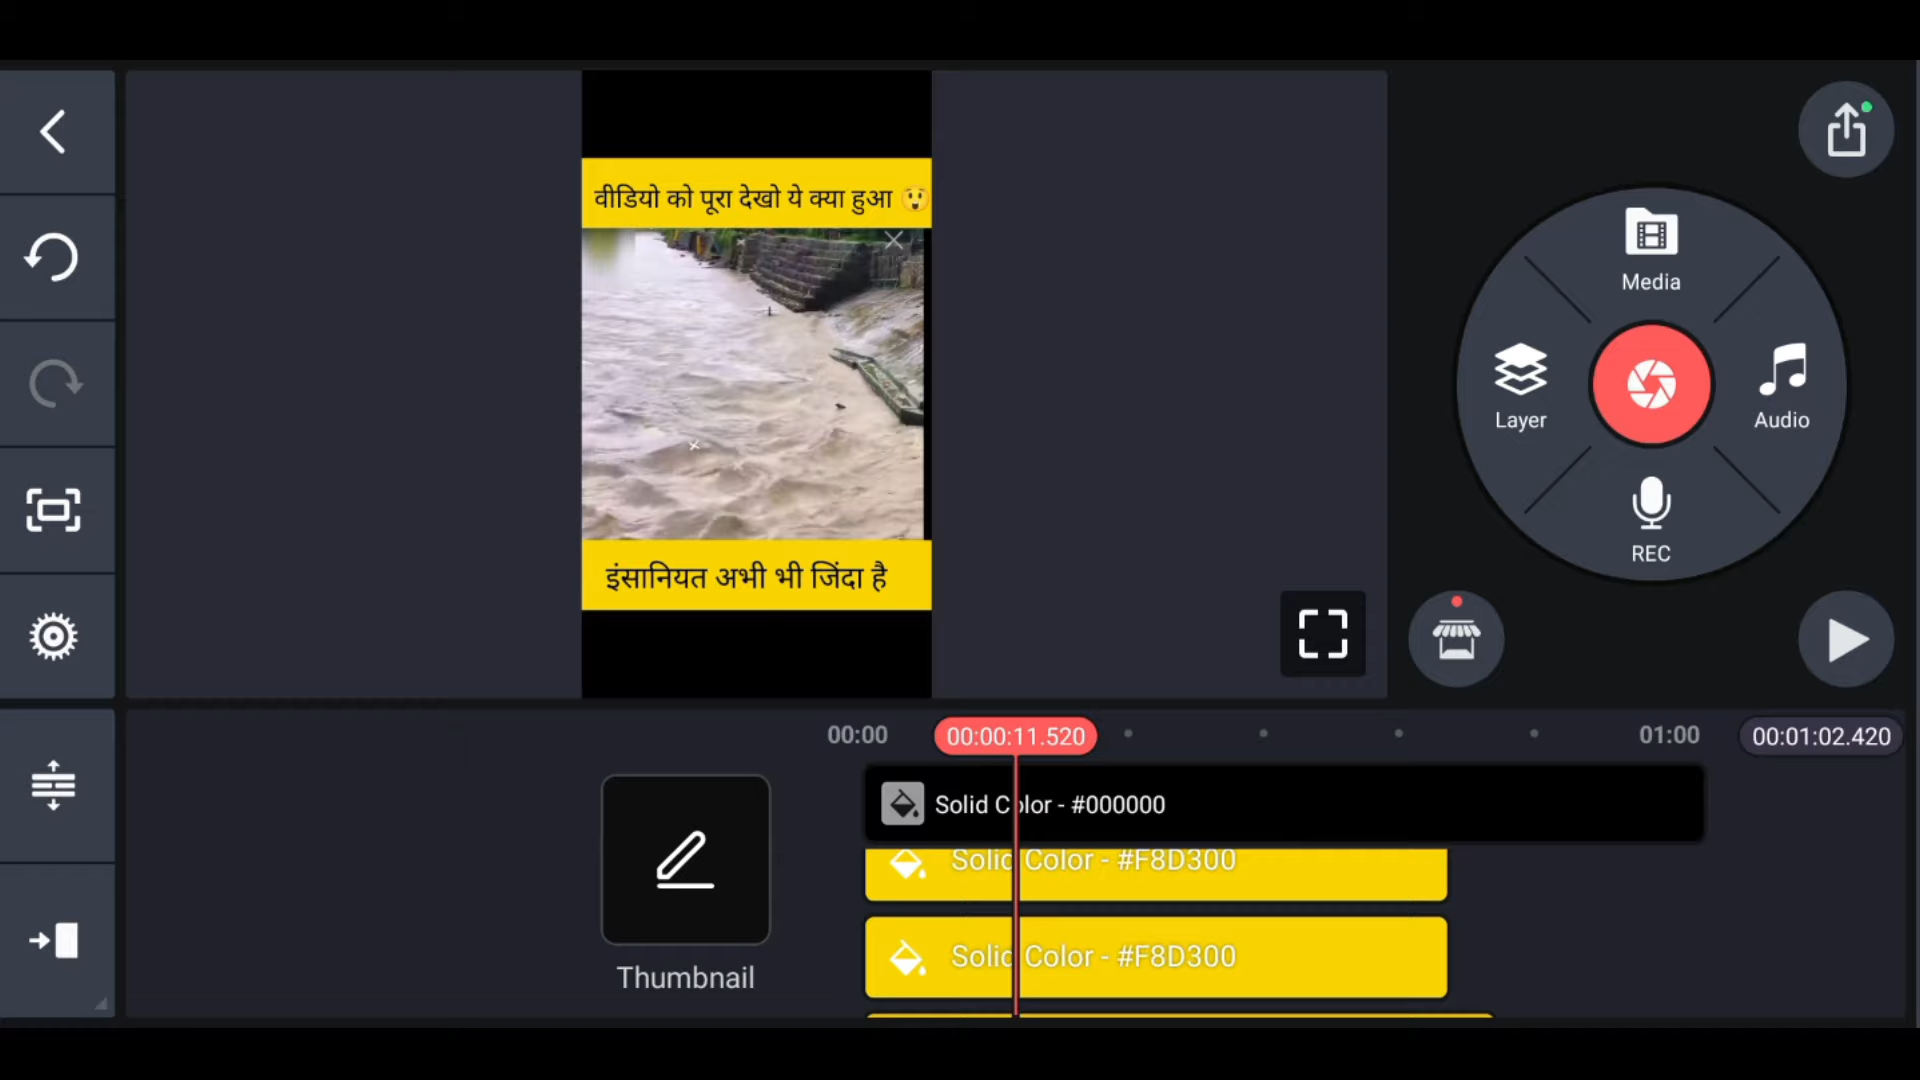 वीडियो को पूरा देखो ये क्या हुआ 😲
इंसानियत अभी भी जिंदा है
Media
Layer
Audio
REC
00:00
00:00:11.520
01:00
00:01:02.420
Solid Color - #000000
Solid Color - #F8D300
Solid Color - #F8D300
Thumbnail